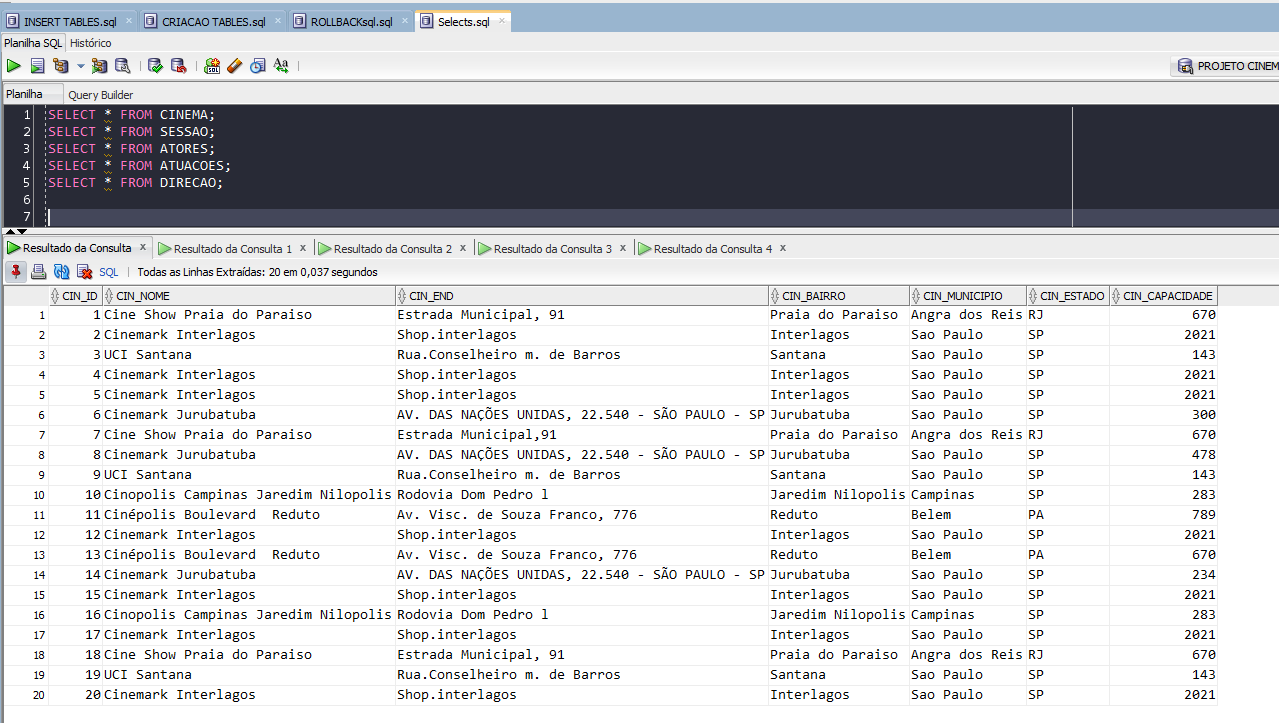 INSERT TABLES.sql × CRIACAO TABLES.sql × ROLLBACKsql.sql × Selects.sql ×
Planilha SQL Histórico
SQL Aa PROJETO CINEM
Planilha Query Builder
1 SELECT * FROM CINEMA;
2 SELECT * FROM SESSAO;
3 SELECT * FROM ATORES;
4 SELECT * FROM ATUACOES;
5 SELECT * FROM DIRECAO;
6
7
Resultado da Consulta x Resultado da Consulta 1 x Resultado da Consulta 2 x Resultado da Consulta 3 x Resultado da Consulta 4 x
SQL | Todas as Linhas Extraídas: 20 em 0,037 segundos
CIN_ID CIN_NOME CIN_END CIN_BAIRRO CIN_MUNICIPIO CIN_ESTADO CIN_CAPACIDADE
1 1 Cine Show Praia do Paraiso Estrada Municipal, 91 Praia do Paraiso Angra dos Reis RJ 670
2 2 Cinemark Interlagos Shop.interlagos Interlagos Sao Paulo SP 2021
3 3 UCI Santana Rua.Conselheiro m. de Barros Santana Sao Paulo SP 143
4 4 Cinemark Interlagos Shop.interlagos Interlagos Sao Paulo SP 2021
5 5 Cinemark Interlagos Shop.interlagos Interlagos Sao Paulo SP 2021
6 6 Cinemark Jurubatuba AV. DAS NAÇÕES UNIDAS, 22.540 - SÃO PAULO - SP Jurubatuba Sao Paulo SP 300
7 7 Cine Show Praia do Paraiso Estrada Municipal,91 Praia do Paraiso Angra dos Reis RJ 670
8 8 Cinemark Jurubatuba AV. DAS NAÇÕES UNIDAS, 22.540 - SÃO PAULO - SP Jurubatuba Sao Paulo SP 478
9 9 UCI Santana Rua.Conselheiro m. de Barros Santana Sao Paulo SP 143
10 10 Cinopolis Campinas Jaredim Nilopolis Rodovia Dom Pedro l Jaredim Nilopolis Campinas SP 283
11 11 Cinépolis Boulevard  Reduto Av. Visc. de Souza Franco, 776 Reduto Belem PA 789
12 12 Cinemark Interlagos Shop.interlagos Interlagos Sao Paulo SP 2021
13 13 Cinépolis Boulevard  Reduto Av. Visc. de Souza Franco, 776 Reduto Belem PA 670
14 14 Cinemark Jurubatuba AV. DAS NAÇÕES UNIDAS, 22.540 - SÃO PAULO - SP Jurubatuba Sao Paulo SP 234
15 15 Cinemark Interlagos Shop.interlagos Interlagos Sao Paulo SP 2021
16 16 Cinopolis Campinas Jaredim Nilopolis Rodovia Dom Pedro l Jaredim Nilopolis Campinas SP 283
17 17 Cinemark Interlagos Shop.interlagos Interlagos Sao Paulo SP 2021
18 18 Cine Show Praia do Paraiso Estrada Municipal, 91 Praia do Paraiso Angra dos Reis RJ 670
19 19 UCI Santana Rua.Conselheiro m. de Barros Santana Sao Paulo SP 143
20 20 Cinemark Interlagos Shop.interlagos Interlagos Sao Paulo SP 2021